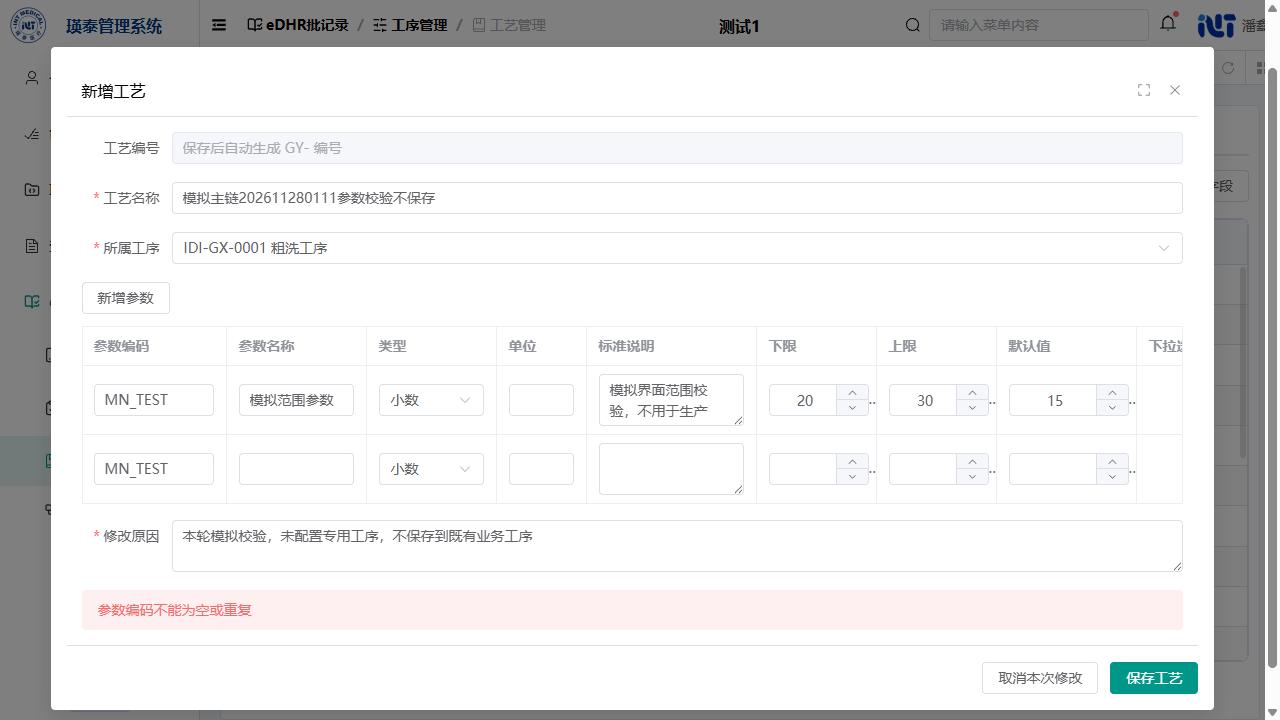 瑛泰管理系统
eDHR批记录 / 工序管理 / 工艺管理
测试1
请输入菜单内容
新增工艺
工艺编号
保存后自动生成 GY- 编号
* 工艺名称
模拟主链202611280111参数校验不保存
* 所属工序
IDI-GX-0001 粗洗工序
新增参数
参数编码 参数名称 类型 单位 标准说明 下限 上限 默认值
MN_TEST 模拟范围参数 小数 模拟界面范围校验，不用于生产 20 30 15
MN_TEST 小数
* 修改原因
本轮模拟校验，未配置专用工序，不保存到既有业务工序
参数编码不能为空或重复
取消本次修改
保存工艺